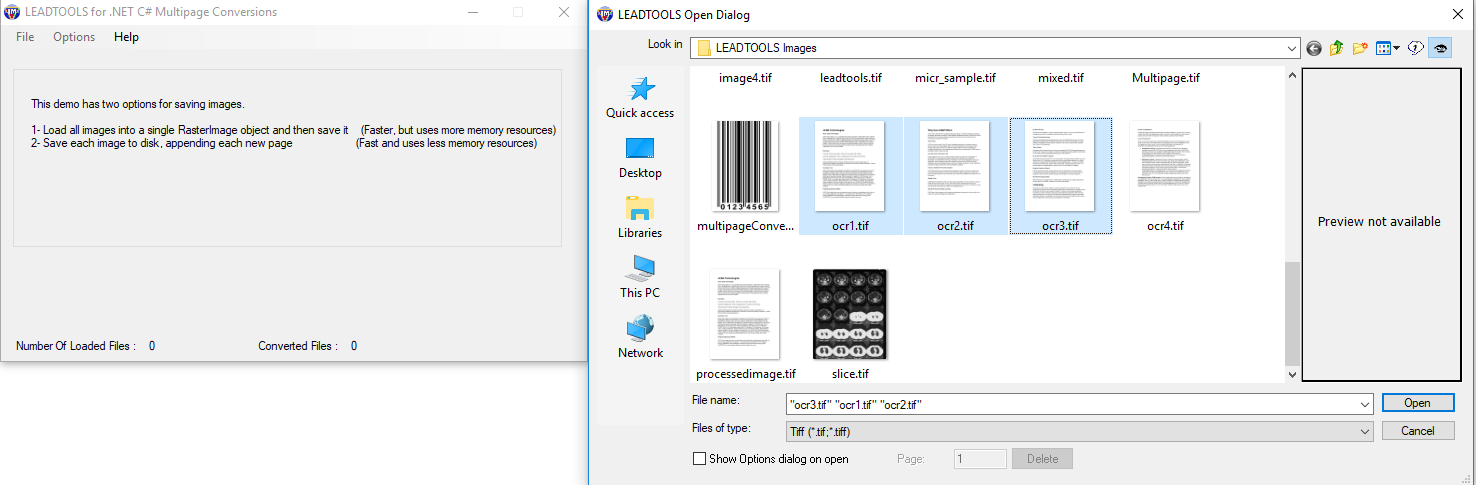 LEADTOOLS for .NET C# Multipage Conversions
File Options Help
This demo has two options for saving images.
1- Load all images into a single RasterImage object and then save it (Faster, but uses more memory resources)
2- Save each image to disk, appending each new page (Fast and uses less memory resources)
Number Of Loaded Files : 0 Converted Files : 0
LEADTOOLS Open Dialog
Look in LEADTOOLS Images
Quick access
Desktop
Libraries
This PC
Network
image4.tif leadtools.tif micr_sample.tif mixed.tif Multipage.tif
01234565
multipageConve... ocr1.tif ocr2.tif ocr3.tif ocr4.tif
processedimage.tif slice.tif
Preview not available
File name: "ocr3.tif" "ocr1.tif" "ocr2.tif" Open
Files of type: Tiff (*.tif;*.tiff) Cancel
Show Options dialog on open Page: 1 Delete